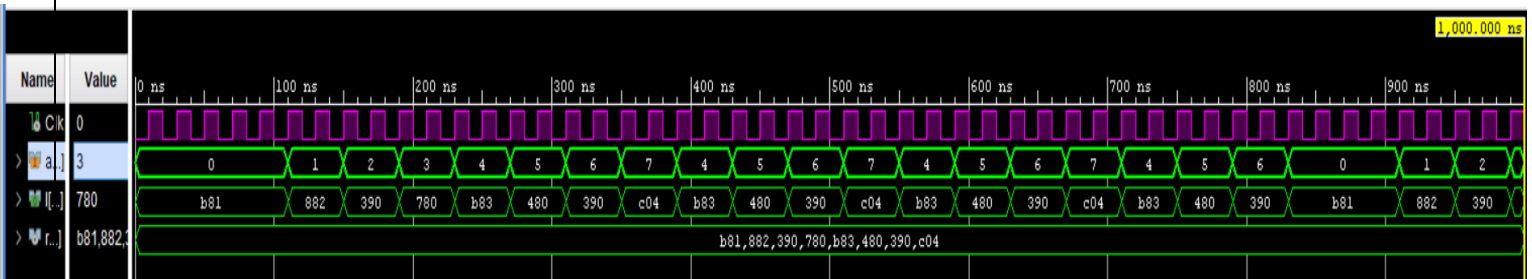 1,000.000 ns
Name Value 0 ns 100 ns 200 ns 300 ns 400 ns 500 ns 600 ns 700 ns 800 ns 900 ns
Clk 0
a...] 3 0 1 2 3 4 5 6 7 4 5 6 7 4 5 6 7 4 5 6 0 1 2
I[...] 780 b81 882 390 780 b83 480 390 c04 b83 480 390 c04 b83 480 390 c04 b83 480 390 b81 882 390
r...] b81,882,3 b81,882,390,780,b83,480,390,c04